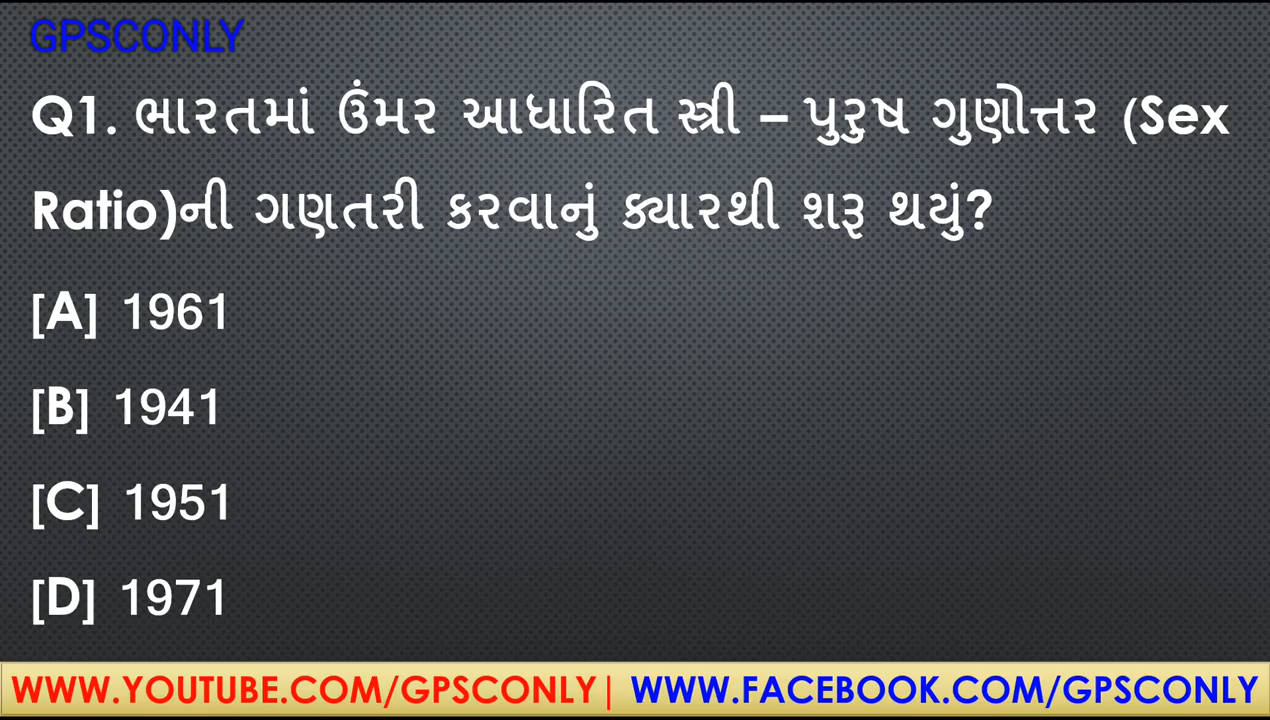 GPSCONLY
Q1. ભારતમાં ઉંમર આધારિત સ્ત્રી – પુરુષ ગુણોત્તર (Sex
Ratio)ની ગણતરી કરવાનું ક્યારથી શરૂ થયું?
[A] 1961
[B] 1941
[C] 1951
[D] 1971
WWW.YOUTUBE.COM/GPSCONLY| WWW.FACEBOOK.COM/GPSCONLY